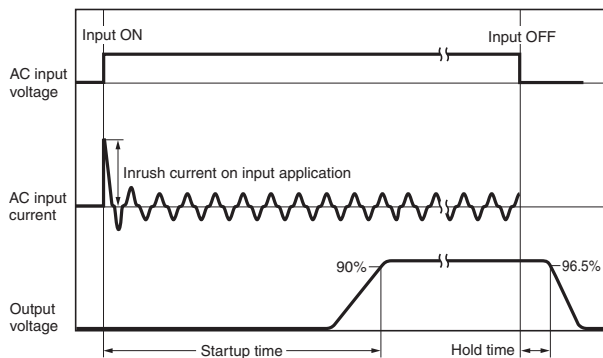 Input ON
Input OFF
AC input
voltage
Inrush current on input application
AC input
current
90%
96.5%
Output
voltage
Startup time
Hold time